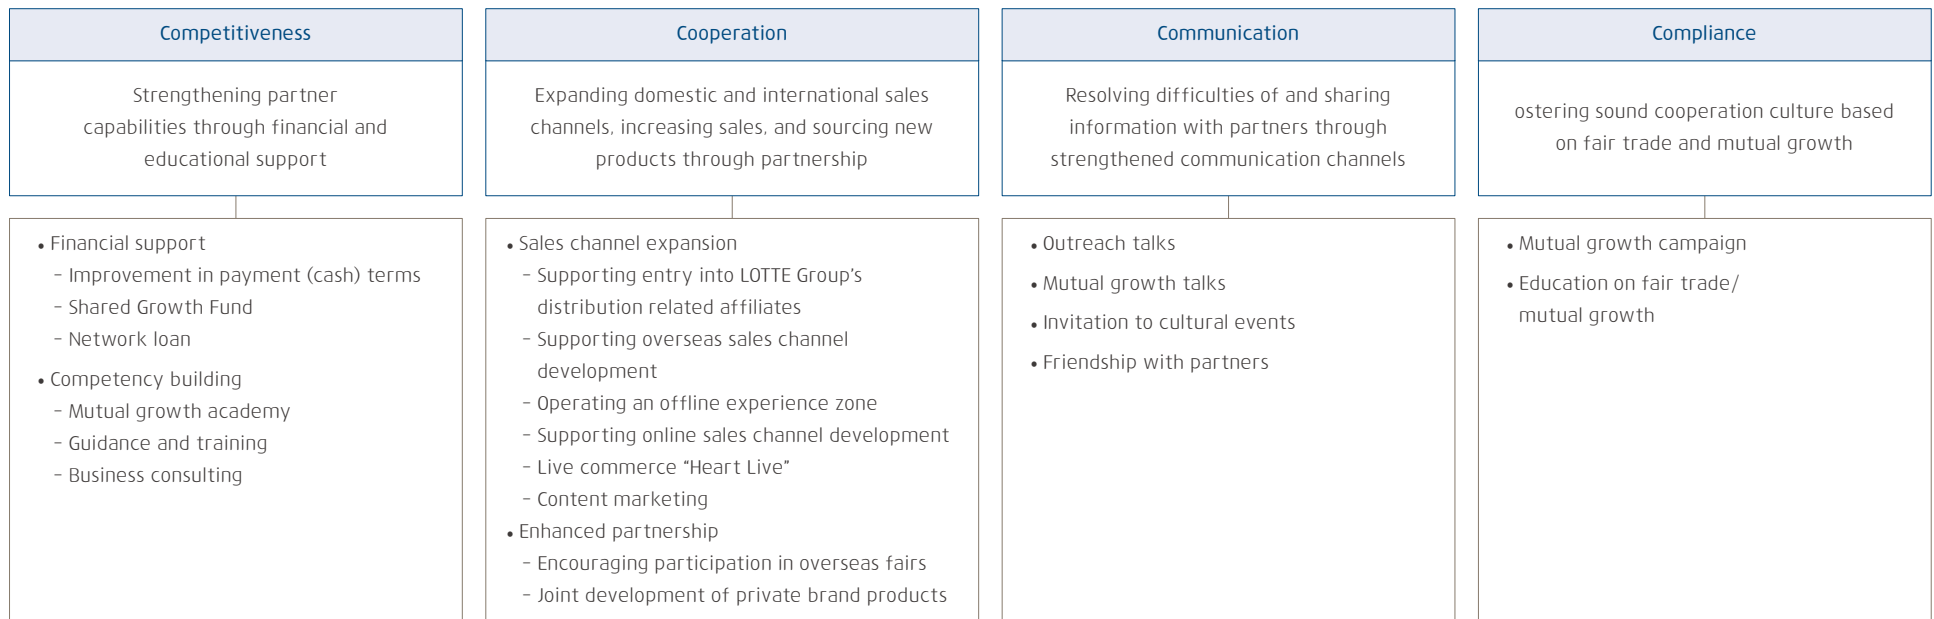 Competitiveness
Strengthening partner
capabilities through financial and
educational support
• Financial support
– Improvement in payment (cash) terms
– Shared Growth Fund
– Network loan
• Competency building
– Mutual growth academy
– Guidance and training
– Business consulting
Cooperation
Expanding domestic and international sales
channels, increasing sales, and sourcing new
products through partnership
• Sales channel expansion
– Supporting entry into LOTTE Group's
distribution related affiliates
– Supporting overseas sales channel
development
– Operating an offline experience zone
– Supporting online sales channel development
– Live commerce "Heart Live"
– Content marketing
• Enhanced partnership
– Encouraging participation in overseas fairs
– Joint development of private brand products
Communication
Resolving difficulties of and sharing
information with partners through
strengthened communication channels
• Outreach talks
• Mutual growth talks
• Invitation to cultural events
• Friendship with partners
Compliance
ostering sound cooperation culture based
on fair trade and mutual growth
• Mutual growth campaign
• Education on fair trade/
mutual growth